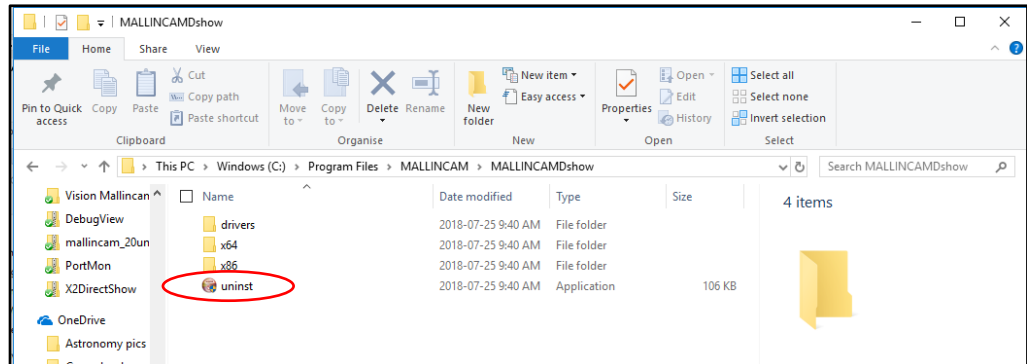 MALLINCAMDshow
File Home Share View
Pin to Quick access
Copy
Paste
Cut
Copy path
Paste shortcut
Clipboard
Move to
Copy to
Delete
Rename
Organise
New folder
New item
Easy access
New
Properties
Open
Edit
History
Open
Select all
Select none
Invert selection
Select
This PC > Windows (C:) > Program Files > MALLINCAM > MALLINCAMDshow
Search MALLINCAMDshow
Vision Mallincan
DebugView
mallincam_20un
PortMon
X2DirectShow
OneDrive
Astronomy pics
Name Date modified Type Size
drivers 2018-07-25 9:40 AM File folder
x64 2018-07-25 9:40 AM File folder
x86 2018-07-25 9:40 AM File folder
uninst 2018-07-25 9:40 AM Application 106 KB
4 items